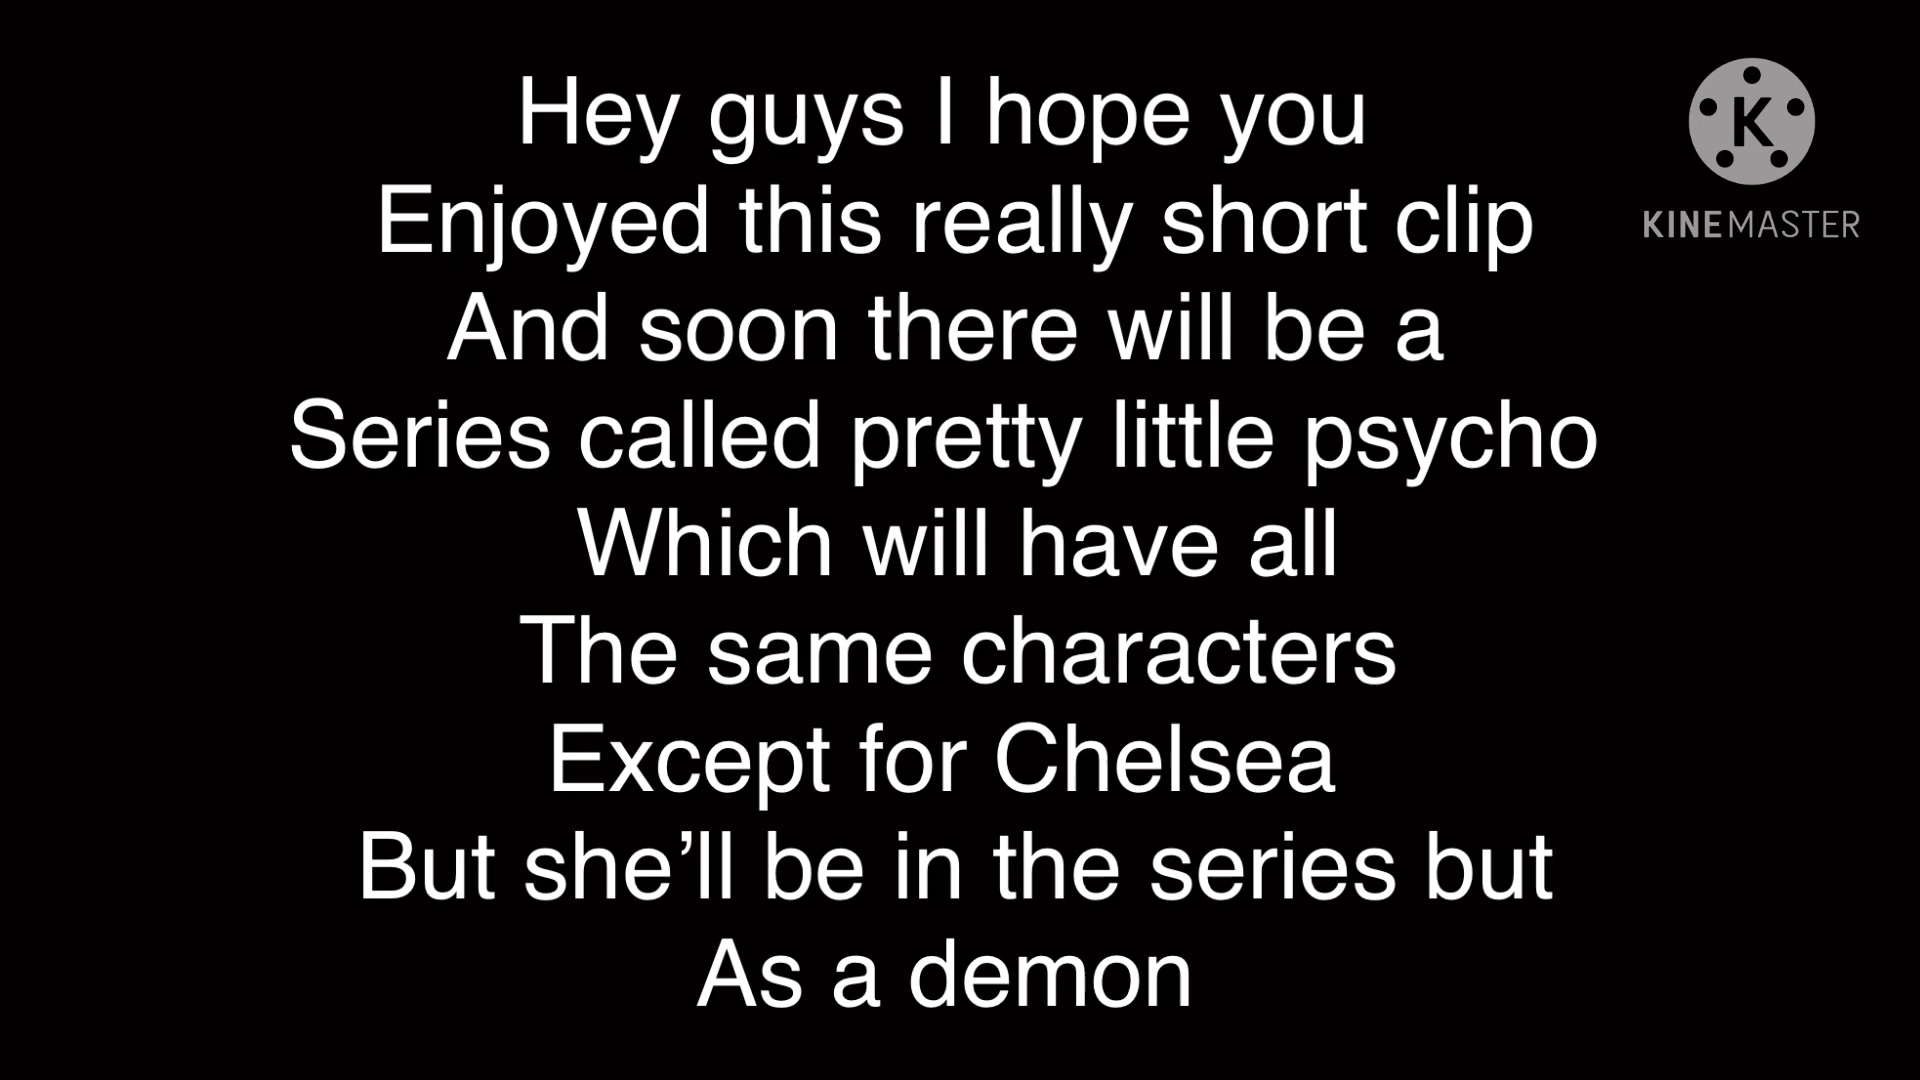 Hey guys I hope you
Enjoyed this really short clip
And soon there will be a
Series called pretty little psycho
Which will have all
The same characters
Except for Chelsea
But she’ll be in the series but
As a demon
K
KINEMASTER